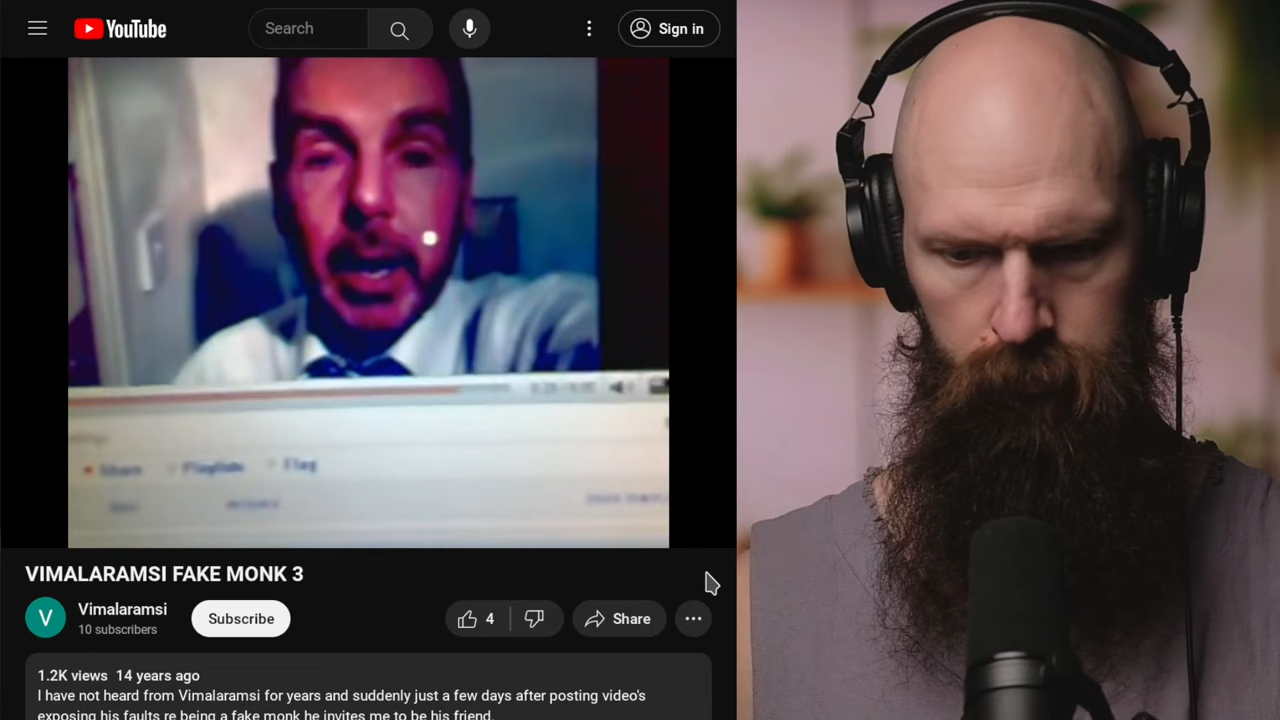 YouTube
Search
Sign in
Share
Flag
VIMALARAMSI FAKE MONK 3
V
Vimalaramsi
10 subscribers
Subscribe
4
Share
1.2K views 14 years ago
I have not heard from Vimalaramsi for years and suddenly just a few days after posting video's
exposing his faults re being a fake monk he invites me to be his friend.